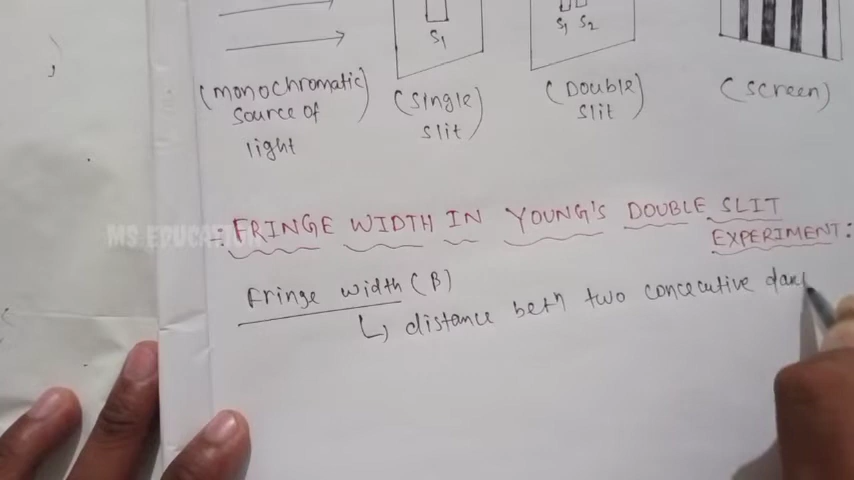 S1
S1 S2
(monochromatic source of light)
(Single slit)
(Double slit)
(Screen)
MS EDUCATION
:- FRINGE WIDTH IN YOUNG'S DOUBLE SLIT
EXPERIMENT:
Fringe width (β)
↳ distance betn two concecutive